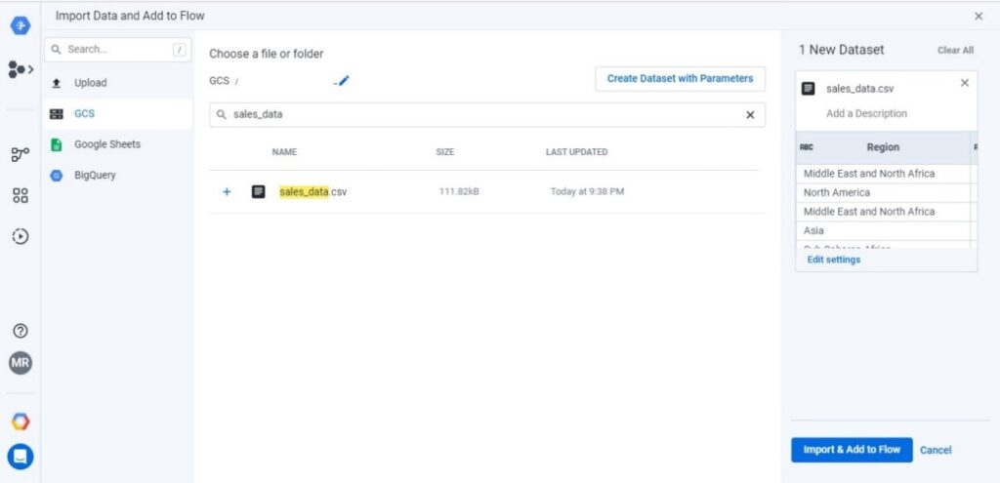 Import Data and Add to Flow
Search... /
Upload
GCS
Google Sheets
BigQuery
MR
Choose a file or folder
GCS /
Create Dataset with Parameters
sales_data
NAME SIZE LAST UPDATED
sales_data.csv 111.82kB Today at 9:38 PM
1 New Dataset Clear All
sales_data.csv
Add a Description
ABC Region
Middle East and North Africa
North America
Middle East and North Africa
Asia
Edit settings
Import & Add to Flow Cancel